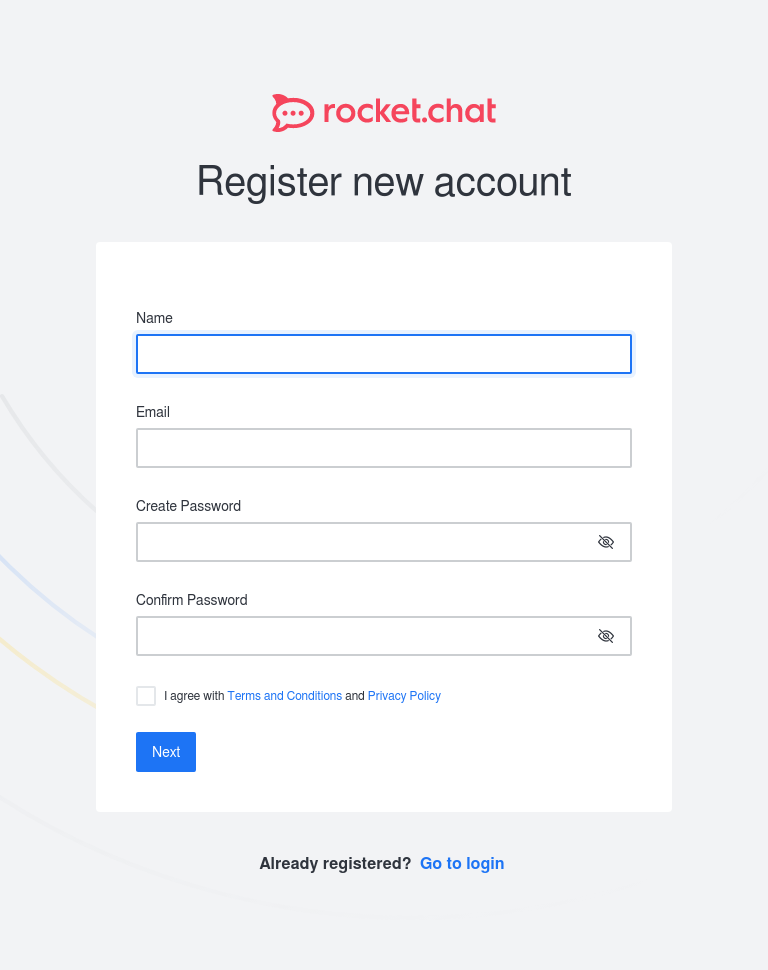 rocket.chat
Register new account
Name
Email
Create Password
Confirm Password
I agree with Terms and Conditions and Privacy Policy
Next
Already registered? Go to login